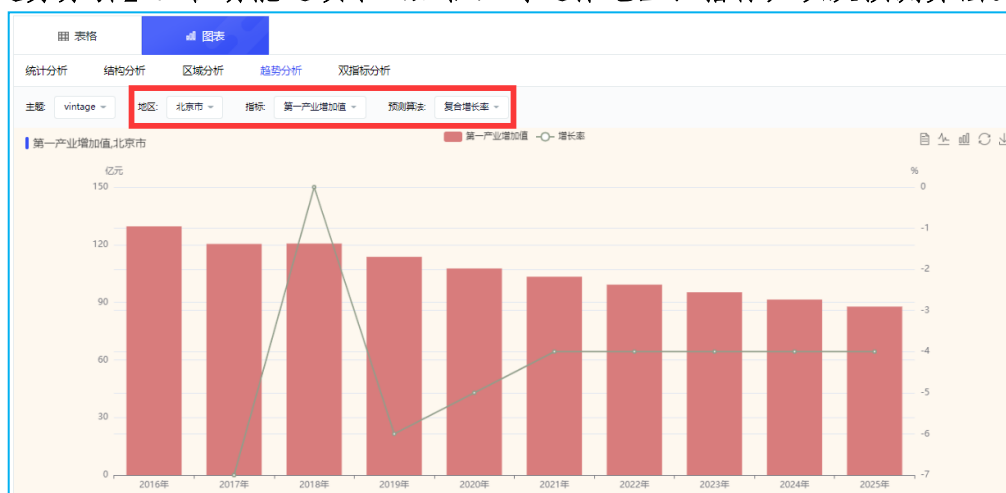 表格 图表
统计分析 结构分析 区域分析 趋势分析 双指标分析
主题: vintage 地区: 北京市 指标: 第一产业增加值 预测算法: 复合增长率
第一产业增加值,北京市 第一产业增加值 增长率
亿元 %
150 0
-1
120
-2
90
-3
60 -4
-5
30
-6
0 -7
2016年 2017年 2018年 2019年 2020年 2021年 2022年 2023年 2024年 2025年